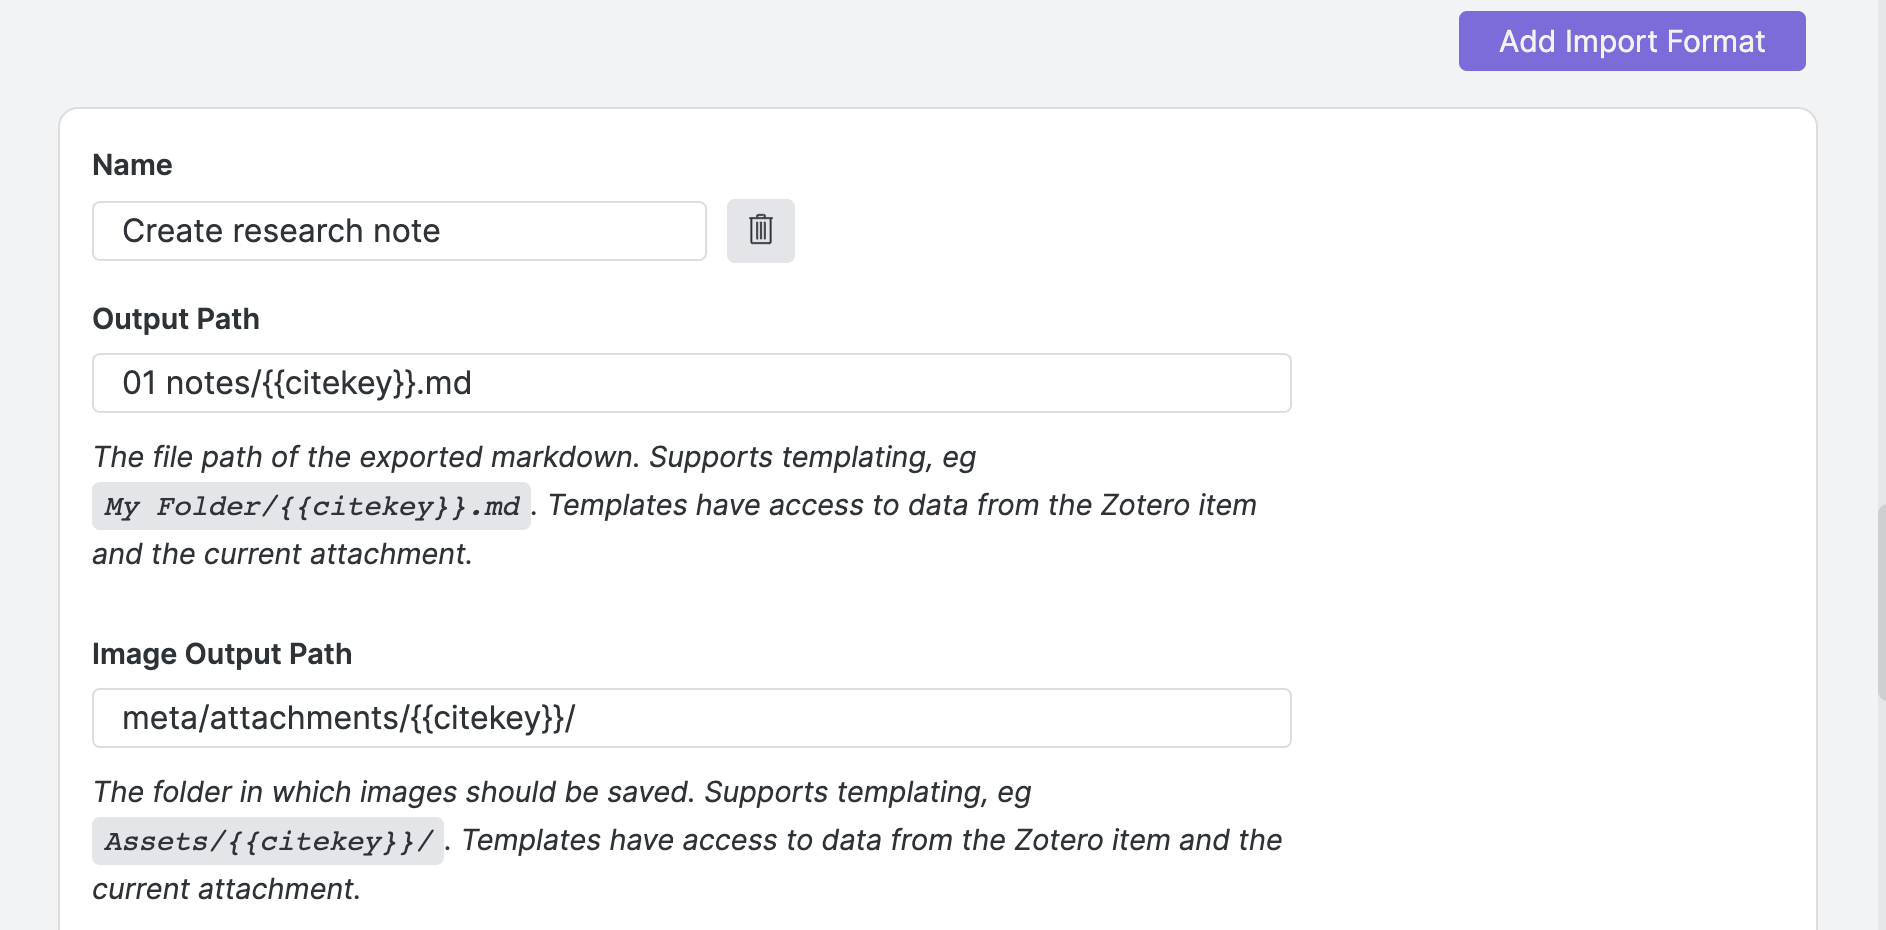 Add Import Format
Name
Create research note
Output Path
01 notes/{{citekey}}.md
The file path of the exported markdown. Supports templating, eg
My Folder/{{citekey}}.md. Templates have access to data from the Zotero item
and the current attachment.
Image Output Path
meta/attachments/{{citekey}}/
The folder in which images should be saved. Supports templating, eg
Assets/{{citekey}}/. Templates have access to data from the Zotero item and the
current attachment.